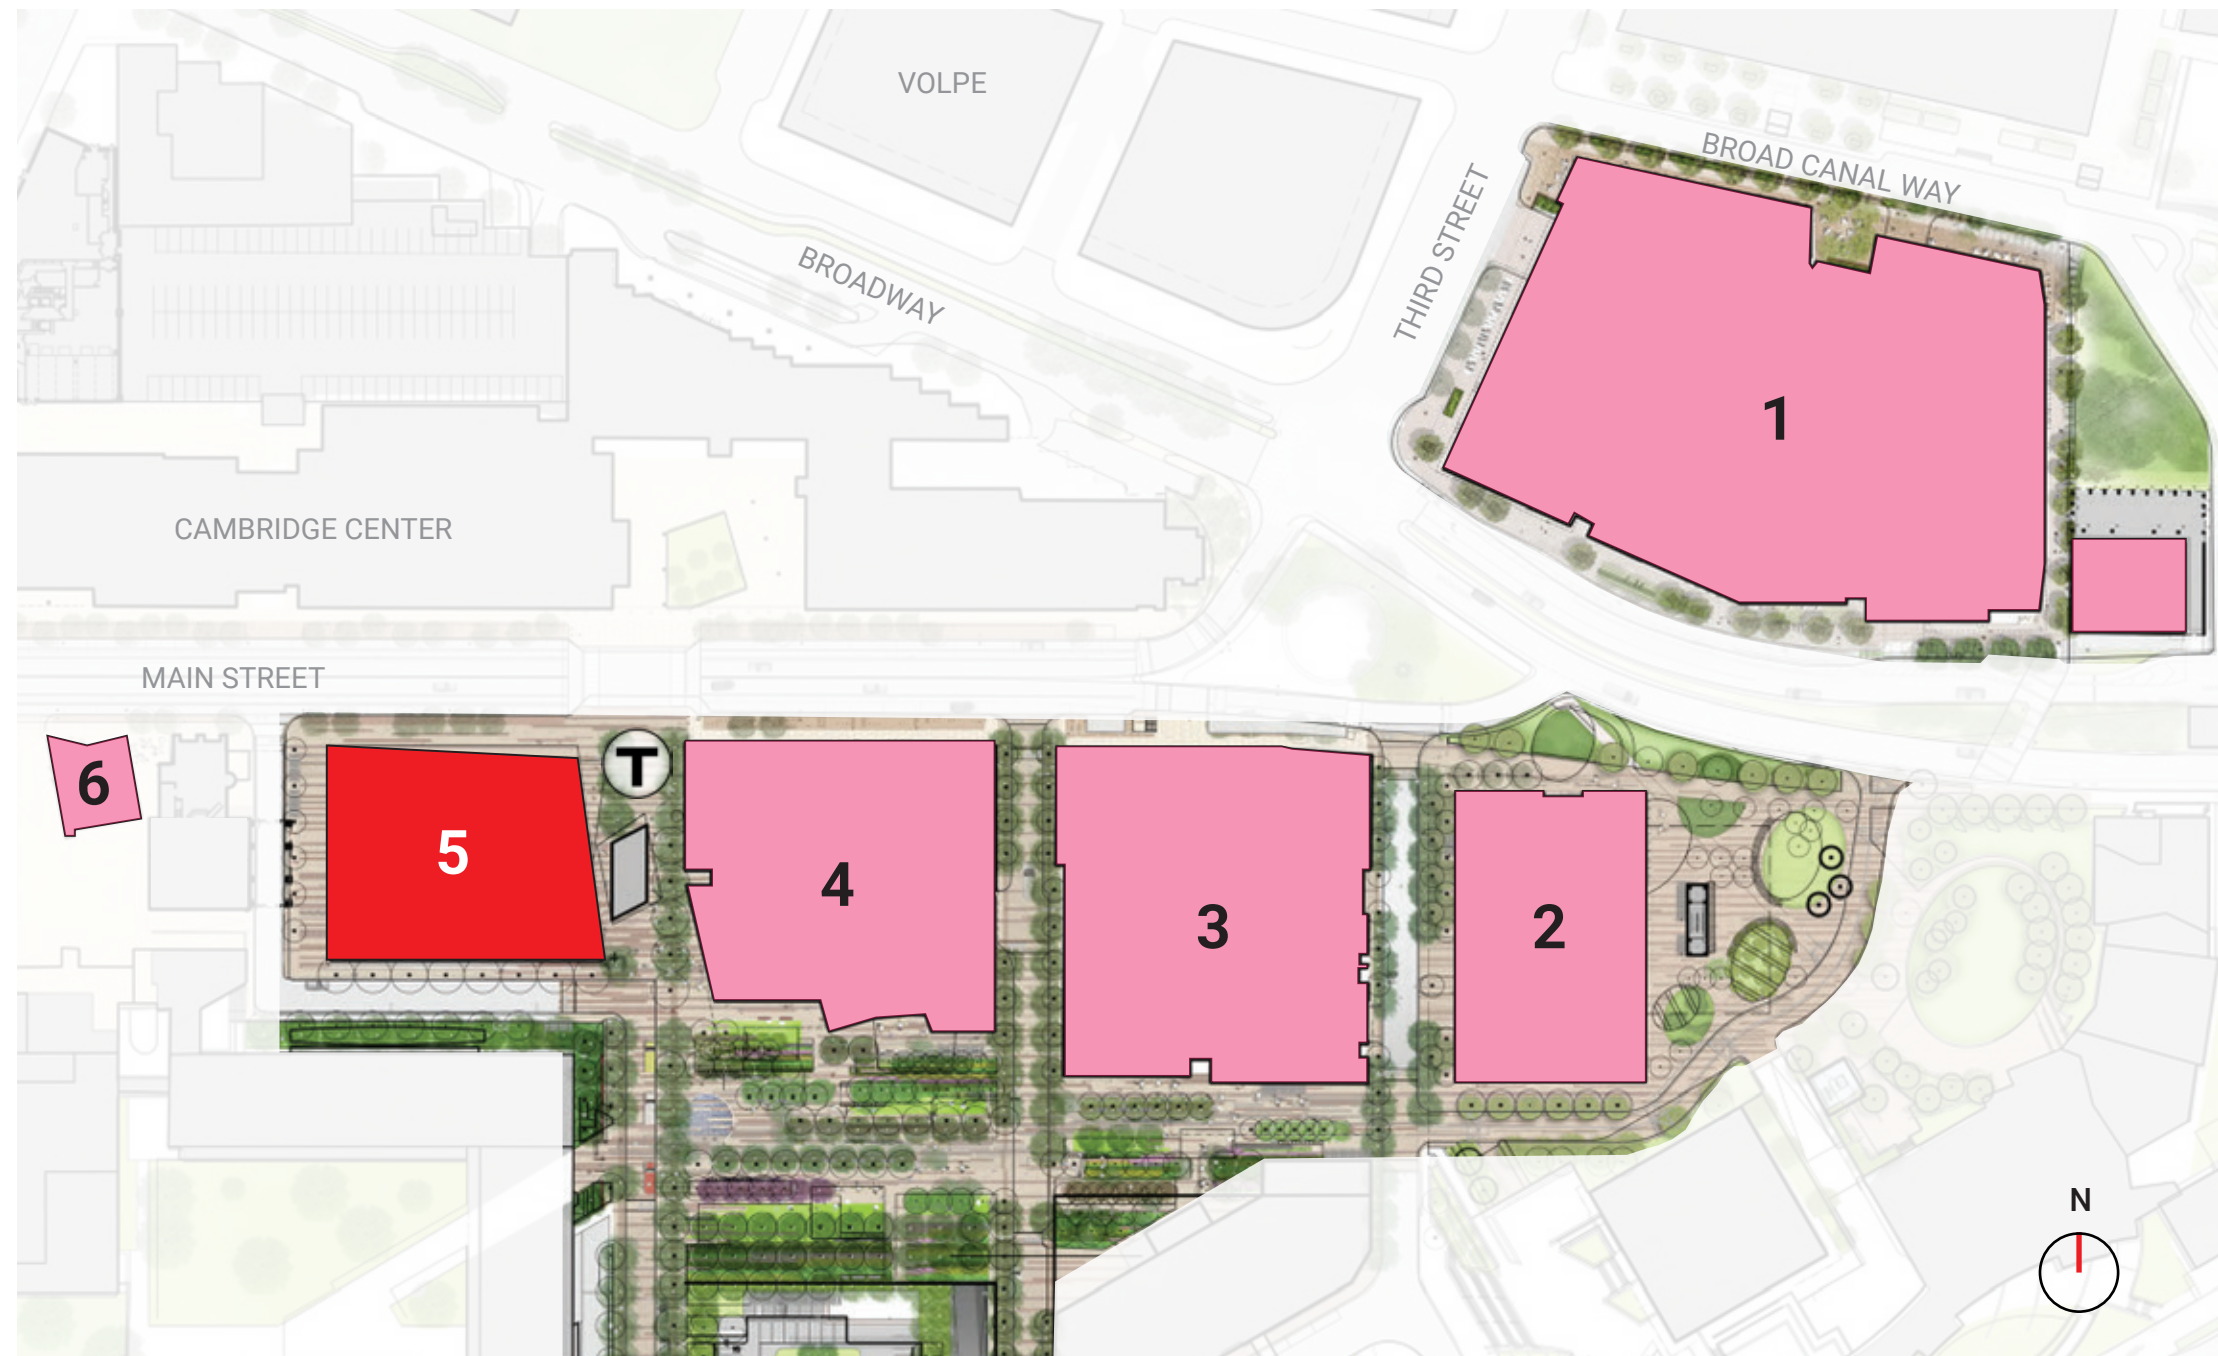 VOLPE
BROAD CANAL WAY
THIRD STREET
BROADWAY
1
CAMBRIDGE CENTER
MAIN STREET
6
5
T
4
3
2
N